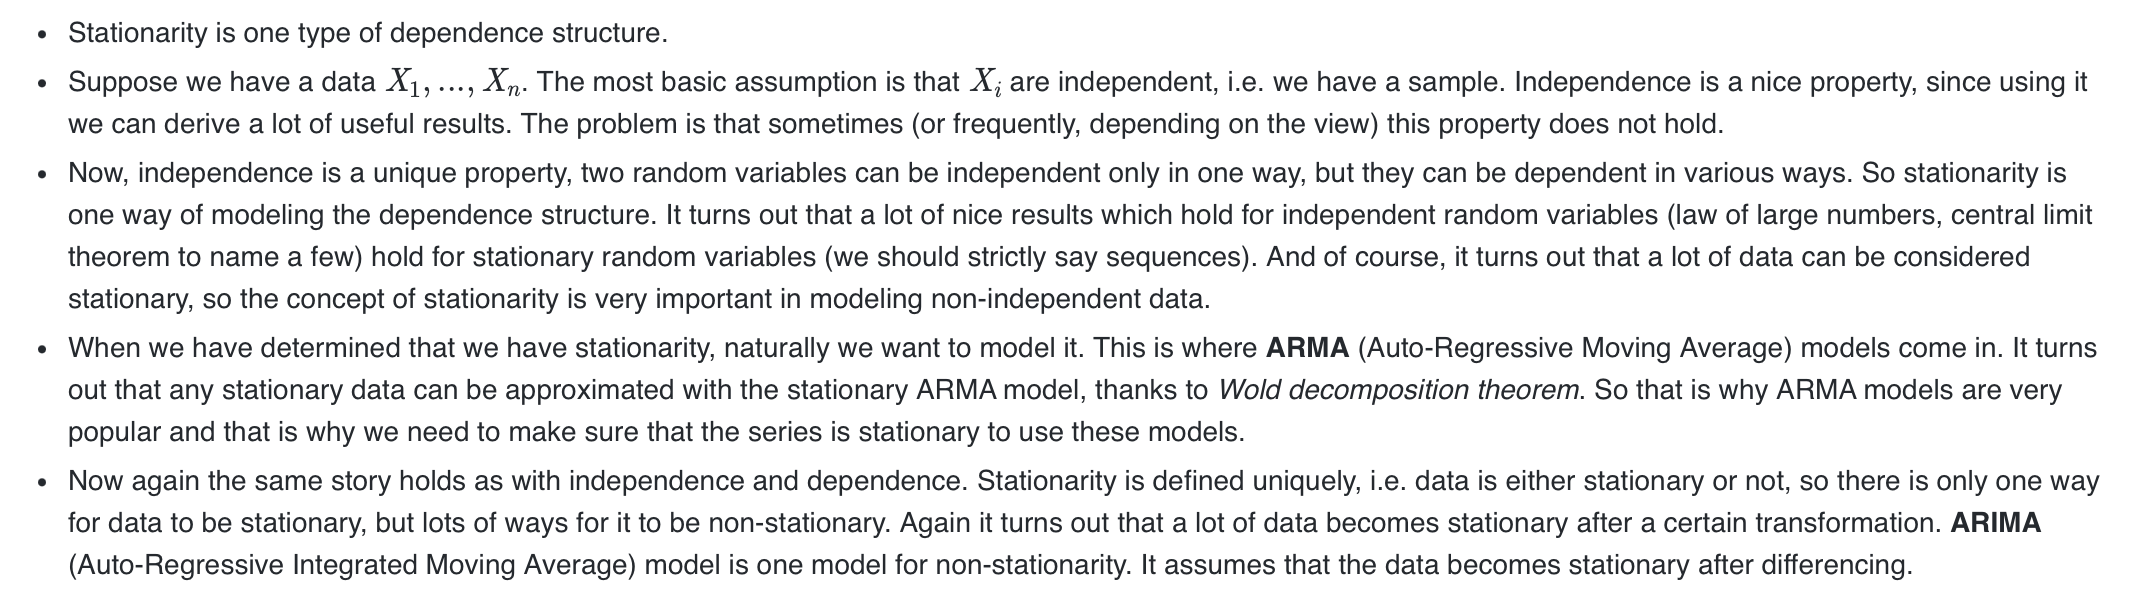 • Stationarity is one type of dependence structure.
• Suppose we have a data X₁, ..., Xₙ. The most basic assumption is that Xᵢ are independent, i.e. we have a sample. Independence is a nice property, since using it
we can derive a lot of useful results. The problem is that sometimes (or frequently, depending on the view) this property does not hold.
• Now, independence is a unique property, two random variables can be independent only in one way, but they can be dependent in various ways. So stationarity is
one way of modeling the dependence structure. It turns out that a lot of nice results which hold for independent random variables (law of large numbers, central limit
theorem to name a few) hold for stationary random variables (we should strictly say sequences). And of course, it turns out that a lot of data can be considered
stationary, so the concept of stationarity is very important in modeling non-independent data.
• When we have determined that we have stationarity, naturally we want to model it. This is where ARMA (Auto-Regressive Moving Average) models come in. It turns
out that any stationary data can be approximated with the stationary ARMA model, thanks to Wold decomposition theorem. So that is why ARMA models are very
popular and that is why we need to make sure that the series is stationary to use these models.
• Now again the same story holds as with independence and dependence. Stationarity is defined uniquely, i.e. data is either stationary or not, so there is only one way
for data to be stationary, but lots of ways for it to be non-stationary. Again it turns out that a lot of data becomes stationary after a certain transformation. ARIMA
(Auto-Regressive Integrated Moving Average) model is one model for non-stationarity. It assumes that the data becomes stationary after differencing.